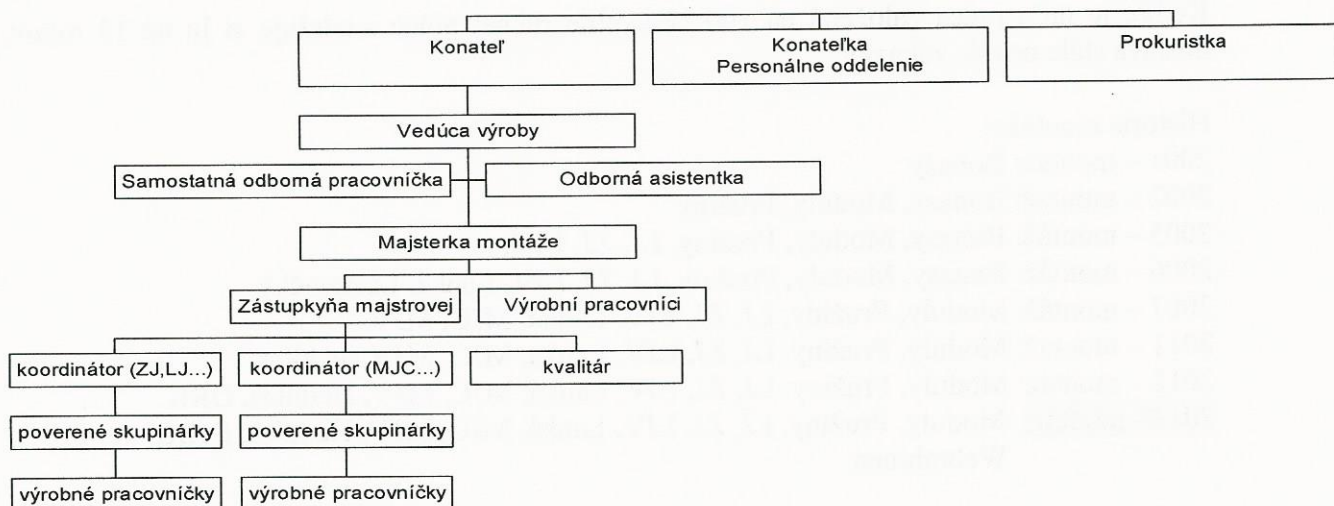 Konateľ
Konateľka
Personálne oddelenie
Prokuristka
Vedúca výroby
Samostatná odborná pracovníčka
Odborná asistentka
Majsterka montáže
Zástupkyňa majstrovej
Výrobní pracovníci
koordinátor (ZJ,LJ...)
koordinátor (MJC...)
kvalitár
poverené skupinárky
poverené skupinárky
výrobné pracovníčky
výrobné pracovníčky